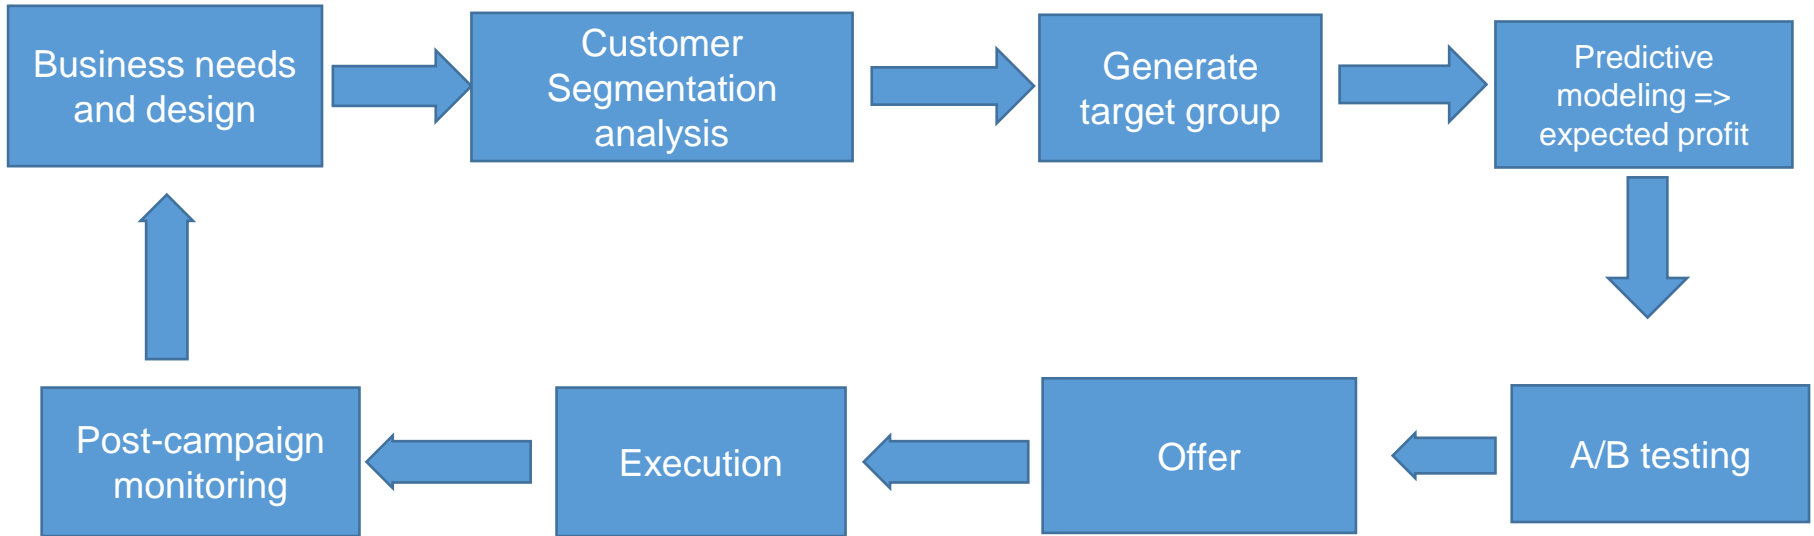 Business needs
and design
Customer
Segmentation
analysis
Generate
target group
Predictive
modeling =>
expected profit
Post-campaign
monitoring
Execution
Offer
A/B testing